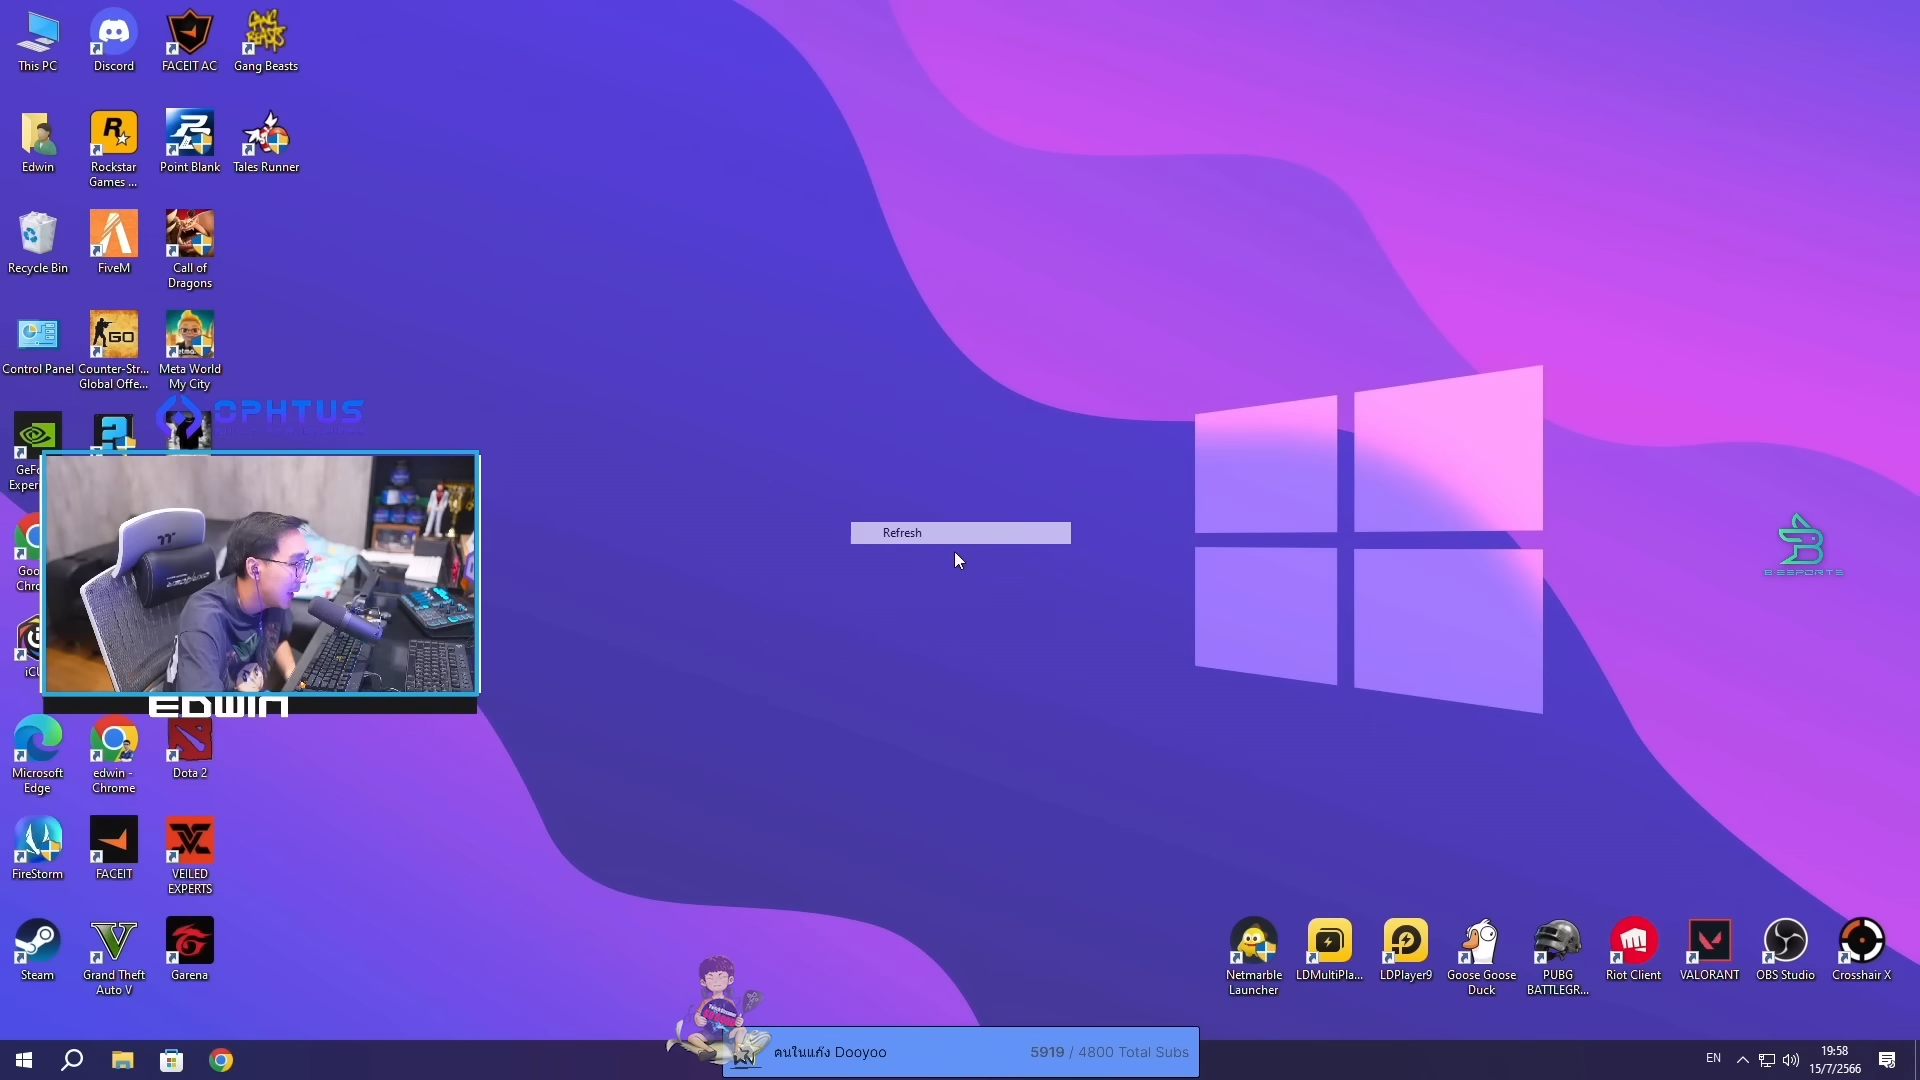 This PC
Discord
FACEIT AC
Gang Beasts
Edwin
Rockstar
Games ...
Point Blank
Tales Runner
Recycle Bin
FiveM
Call of
Dragons
Control Panel
Counter-Str...
Global Offe...
Meta World
My City
OPHTUS
Refresh
EDWIN
B ESPORTS
Microsoft
Edge
edwin -
Chrome
Dota 2
FireStorm
FACEIT
VEILED
EXPERTS
Steam
Grand Theft
Auto V
Garena
Netmarble
Launcher
LDMultiPla...
LDPlayer9
Goose Goose
Duck
PUBG
BATTLEGR...
Riot Client
VALORANT
OBS Studio
Crosshair X
คนในแก๊ง Dooyoo
5919 / 4800 Total Subs
EN
19:58
15/7/2566